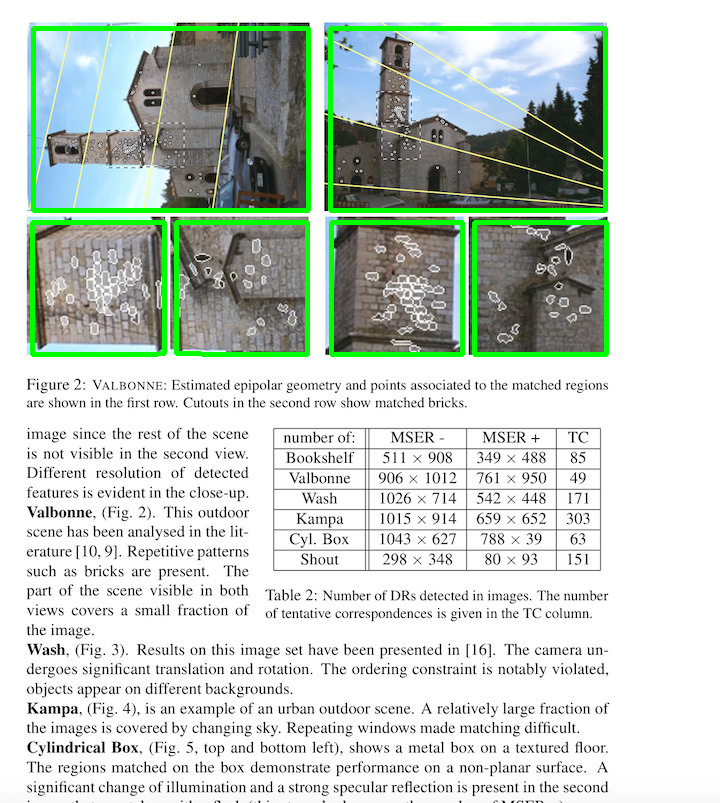 Figure 2: VALBONNE: Estimated epipolar geometry and points associated to the matched regions
are shown in the first row. Cutouts in the second row show matched bricks.
image since the rest of the scene
is not visible in the second view.
Different resolution of detected
features is evident in the close-up.
Valbonne, (Fig. 2). This outdoor
scene has been analysed in the lit-
erature [10, 9]. Repetitive patterns
such as bricks are present. The
part of the scene visible in both
views covers a small fraction of
the image.
number of: MSER - MSER + TC
Bookshelf 511 × 908 349 × 488 85
Valbonne 906 × 1012 761 × 950 49
Wash 1026 × 714 542 × 448 171
Kampa 1015 × 914 659 × 652 303
Cyl. Box 1043 × 627 788 × 39 63
Shout 298 × 348 80 × 93 151
Table 2: Number of DRs detected in images. The number
of tentative correspondences is given in the TC column.
Wash, (Fig. 3). Results on this image set have been presented in [16]. The camera un-
dergoes significant translation and rotation. The ordering constraint is notably violated,
objects appear on different backgrounds.
Kampa, (Fig. 4), is an example of an urban outdoor scene. A relatively large fraction of
the images is covered by changing sky. Repeating windows made matching difficult.
Cylindrical Box, (Fig. 5, top and bottom left), shows a metal box on a textured floor.
The regions matched on the box demonstrate performance on a non-planar surface. A
significant change of illumination and a strong specular reflection is present in the second